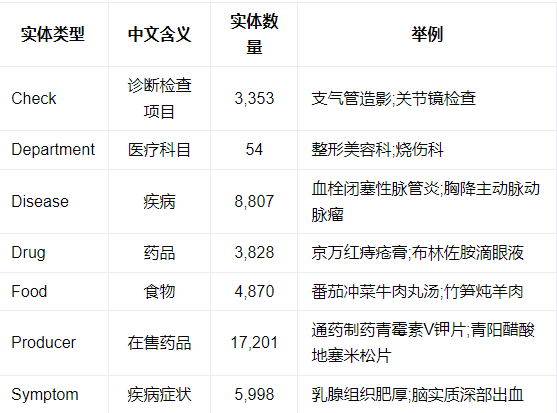 实体类型 中文含义 实体数量 举例
Check 诊断检查项目 3,353 支气管造影;关节镜检查
Department 医疗科目 54 整形美容科;烧伤科
Disease 疾病 8,807 血栓闭塞性脉管炎;胸降主动脉动脉瘤
Drug 药品 3,828 京万红痔疮膏;布林佐胺滴眼液
Food 食物 4,870 番茄冲菜牛肉丸汤;竹笋炖羊肉
Producer 在售药品 17,201 通药制药青霉素V钾片;青阳醋酸地塞米松片
Symptom 疾病症状 5,998 乳腺组织肥厚;脑实质深部出血